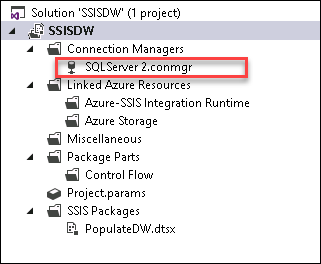 Solution 'SSISDW' (1 project)
SSISDW
Connection Managers
SQLServer 2.conmgr
Linked Azure Resources
Azure-SSIS Integration Runtime
Azure Storage
Miscellaneous
Package Parts
Control Flow
Project.params
SSIS Packages
PopulateDW.dtsx